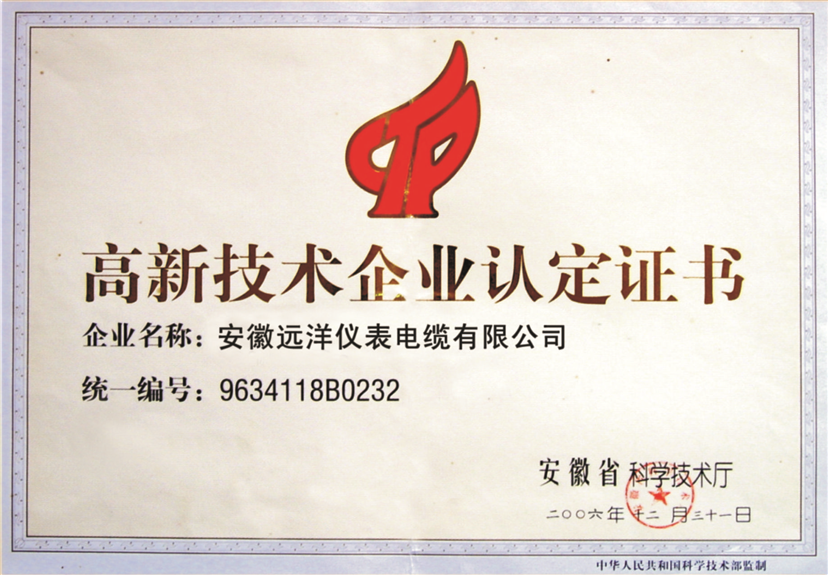 高新技术企业认定证书
企业名称：安徽远洋仪表电缆有限公司
统一编号：9634118B0232
安徽省科学技术厅
二〇〇六年十二月三十一日
中华人民共和国科学技术部监制